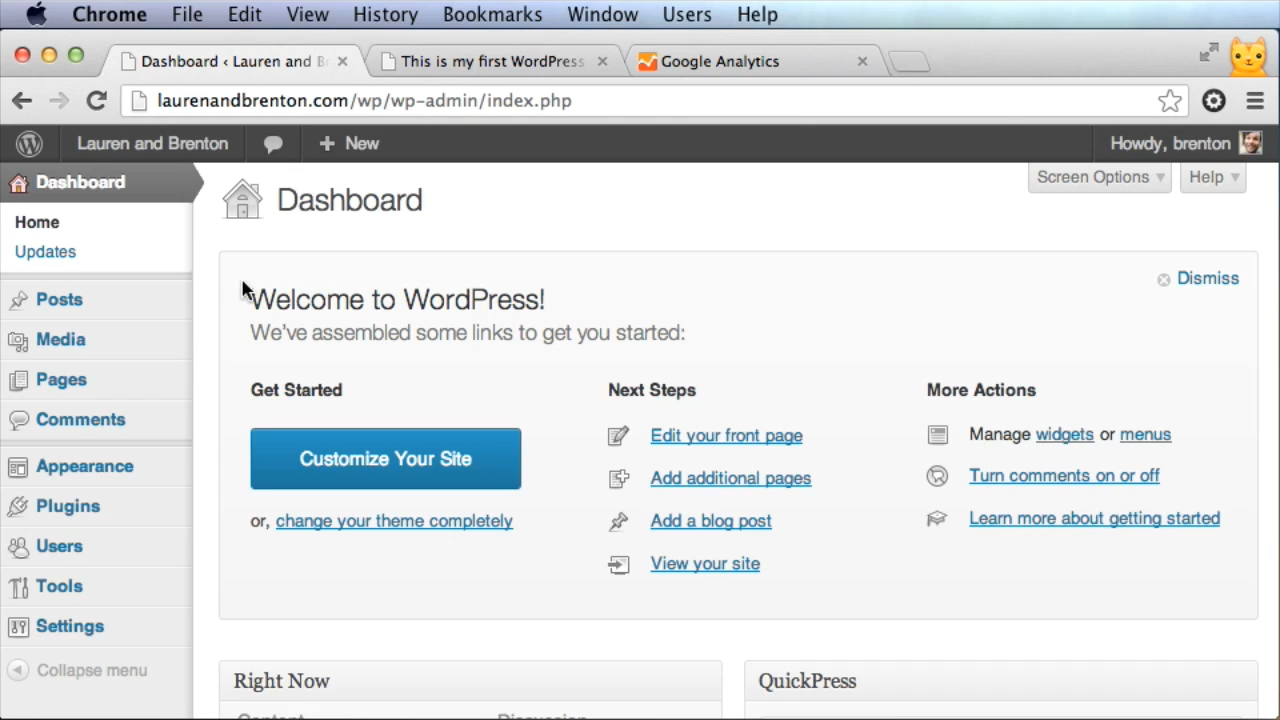 Chrome File Edit View History Bookmarks Window Users Help
Dashboard ‹ Lauren and Br
This is my first WordPress
Google Analytics
laurenandbrenton.com/wp/wp-admin/index.php
Lauren and Brenton
+ New
Howdy, brenton
Dashboard
Home
Updates
Posts
Media
Pages
Comments
Appearance
Plugins
Users
Tools
Settings
Collapse menu
Screen Options
Help
Dashboard
Dismiss
Welcome to WordPress!
We've assembled some links to get you started:
Get Started
Customize Your Site
or, change your theme completely
Next Steps
Edit your front page
Add additional pages
Add a blog post
View your site
More Actions
Manage widgets or menus
Turn comments on or off
Learn more about getting started
Right Now
Content
Discussion
QuickPress